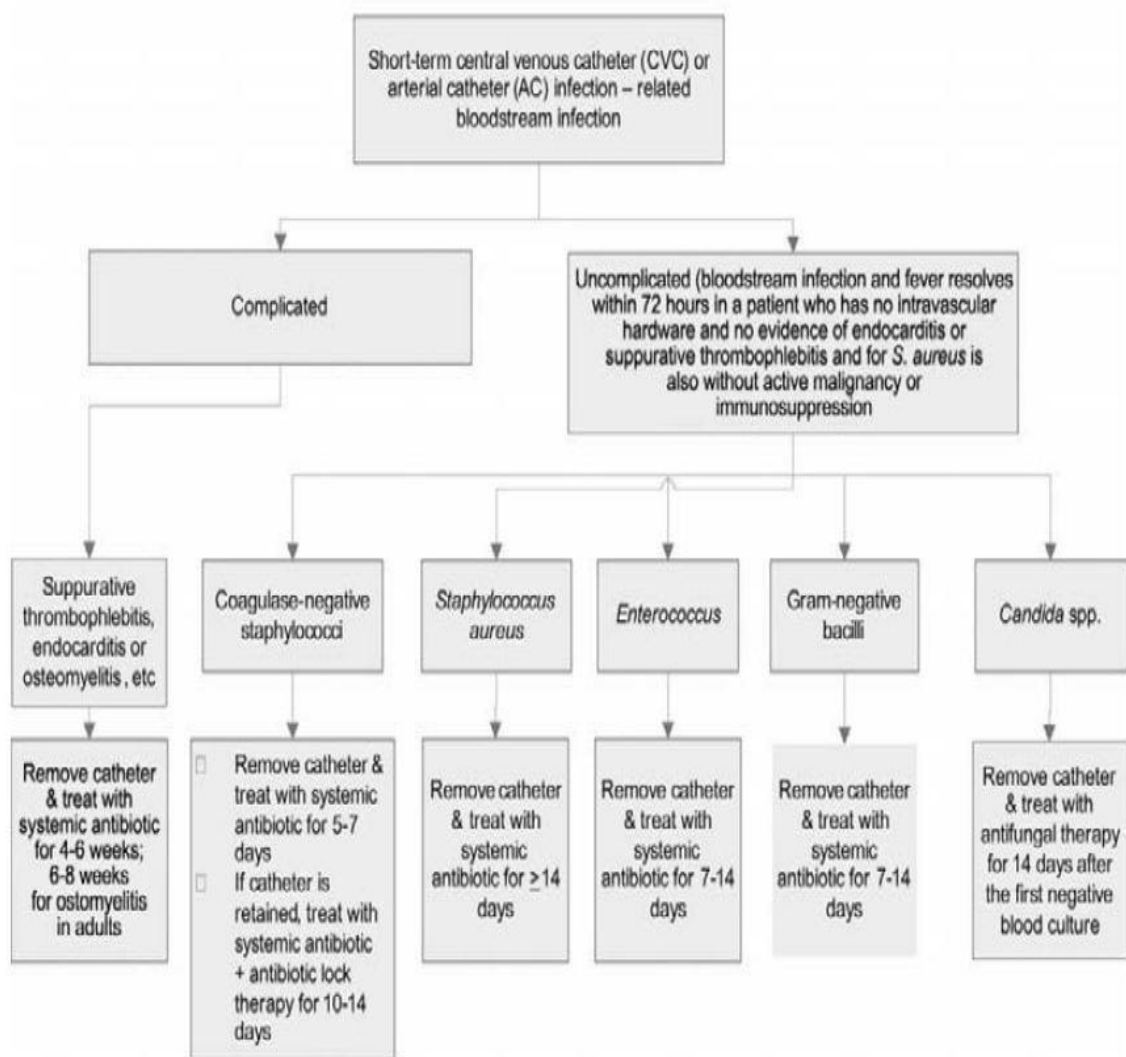 Short-term central venous catheter (CVC) or
arterial catheter (AC) infection – related
bloodstream infection
Complicated
Uncomplicated (bloodstream infection and fever resolves
within 72 hours in a patient who has no intravascular
hardware and no evidence of endocarditis or
suppurative thrombophlebitis and for S. aureus is
also without active malignancy or
immunosuppression
Suppurative
thrombophlebitis,
endocarditis or
osteomyelitis , etc
Coagulase-negative
staphylococci
Staphylococcus
aureus
Enterococcus
Gram-negative
bacilli
Candida spp.
Remove catheter
& treat with
systemic antibiotic
for 4-6 weeks;
6-8 weeks
for ostomyelitis
in adults
Remove catheter &
treat with systemic
antibiotic for 5-7
days
If catheter is
retained, treat with
systemic antibiotic
+ antibiotic lock
therapy for 10-14
days
Remove catheter
& treat with
systemic
antibiotic for ≥14
days
Remove catheter
& treat with
systemic
antibiotic for 7-14
days
Remove catheter
& treat with
systemic
antibiotic for 7-14
days
Remove catheter
& treat with
antifungal therapy
for 14 days after
the first negative
blood culture